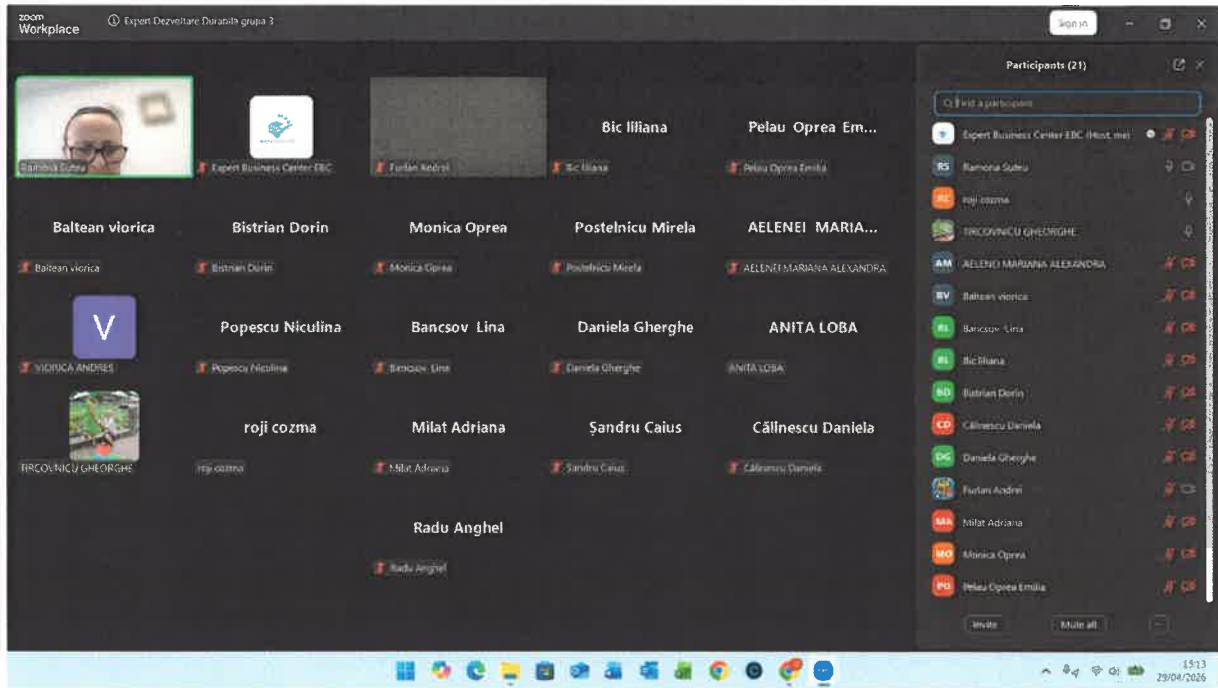 zoom
Workplace
Expert Dezvoltare Durabila grupa 3
Sign in
Ramona Suteu
Expert Business Center EBC
Furlan Andrei
Bic liliana
Bic liliana
Pelau Oprea Em...
Pelau Oprea Emilia
Baltean viorica
Baltean viorica
Bistrian Dorin
Bistrian Dorin
Monica Oprea
Monica Oprea
Postelnicu Mirela
Postelnicu Mirela
AELENEI MARIA...
AELENEI MARIANA ALEXANDRA
V
VIORICA ANDRES
Popescu Niculina
Popescu Niculina
Bancsov Lina
Bancsov Lina
Daniela Gherghe
Daniela Gherghe
ANITA LOBA
ANITA LOBA
TIRCOVNICU GHEORGHE
roji cozma
roji cozma
Milat Adriana
Milat Adriana
Șandru Caius
Șandru Caius
Călinescu Daniela
Călinescu Daniela
Radu Anghel
Radu Anghel
Participants (21)
Find a participant
Expert Business Center EBC (Host, me)
RS Ramona Suteu
RC roji cozma
TIRCOVNICU GHEORGHE
AM AELENEI MARIANA ALEXANDRA
BV Baltean viorica
BL Bancsov Lina
BL Bic liliana
BD Bistrian Dorin
CD Călinescu Daniela
DG Daniela Gherghe
Furlan Andrei
MA Milat Adriana
MO Monica Oprea
PO Pelau Oprea Emilia
Invite
Mute all
15:13
29/04/2026